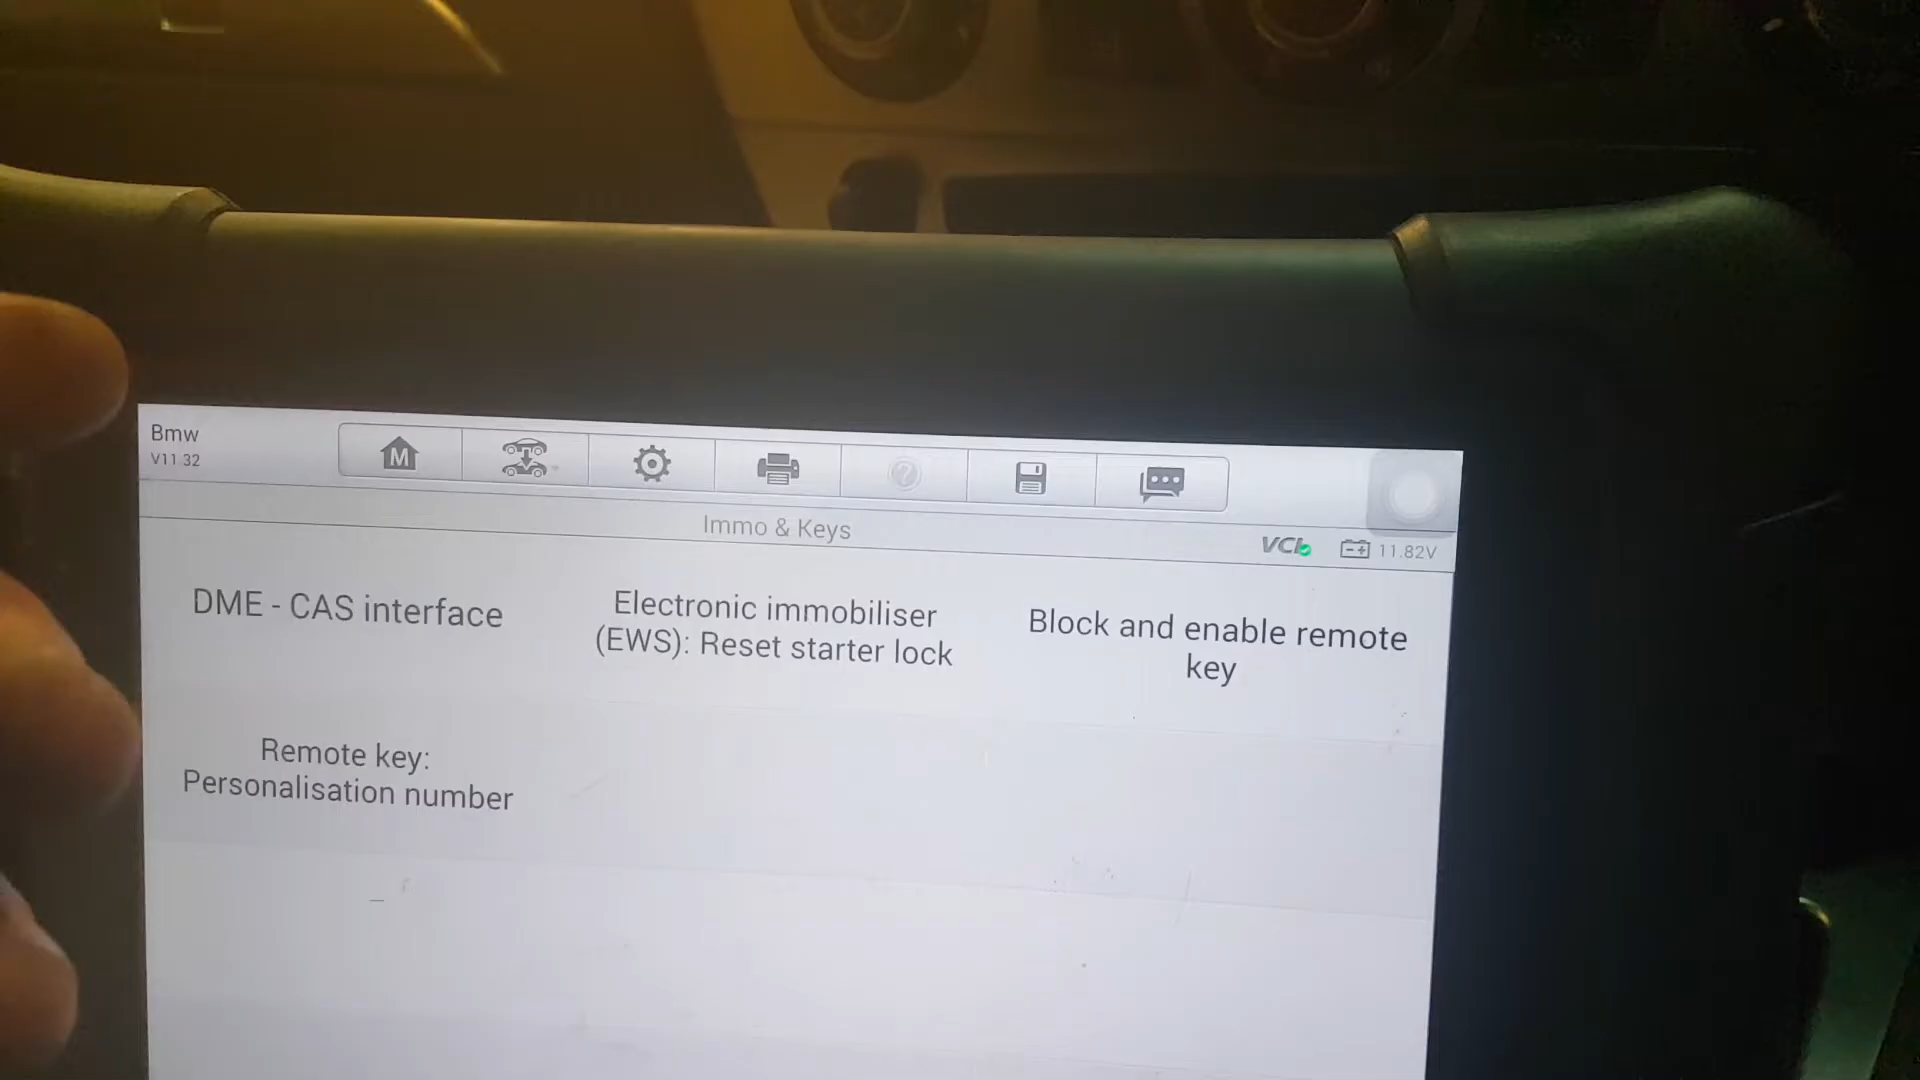 Bmw
V11 32
M
Immo & Keys
VCI
11.82V
DME - CAS interface
Electronic immobiliser
(EWS): Reset starter lock
Block and enable remote
key
Remote key:
Personalisation number